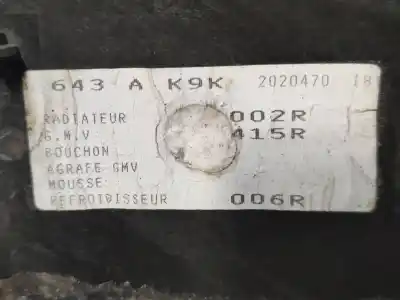 643 A K9K 2020470 18
RADIATEUR 002R
G.M.V 415R
BOUCHON
AGRAFE GMV
MOUSSE
REFROIDISSEUR 006R